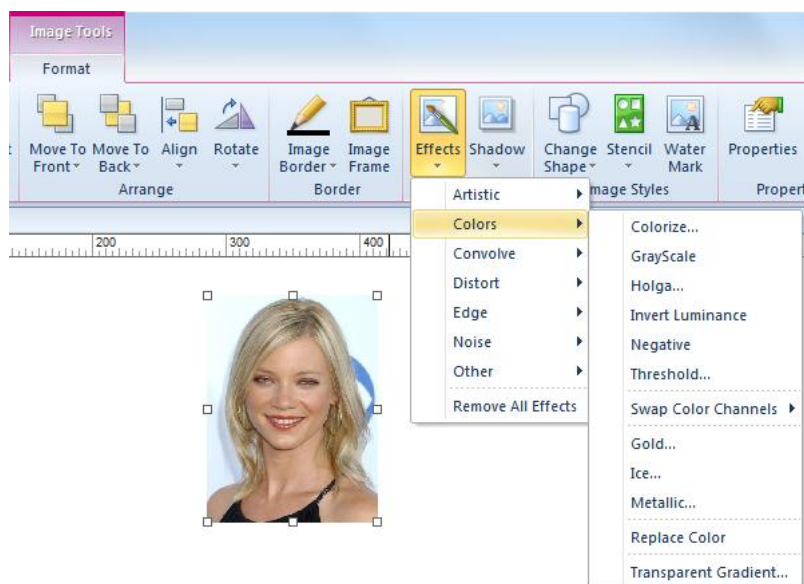 Image Tools
Format
Move To Front
Move To Back
Align
Rotate
Image Border
Image Frame
Effects
Shadow
Change Shape
Stencil
Water Mark
Properties
Arrange
Border
mage Styles
Propert
Artistic
Colors
Convolve
Distort
Edge
Noise
Other
Remove All Effects
Colorize...
GrayScale
Holga...
Invert Luminance
Negative
Threshold...
Swap Color Channels
Gold...
Ice...
Metallic...
Replace Color
Transparent Gradient...
200
300
400